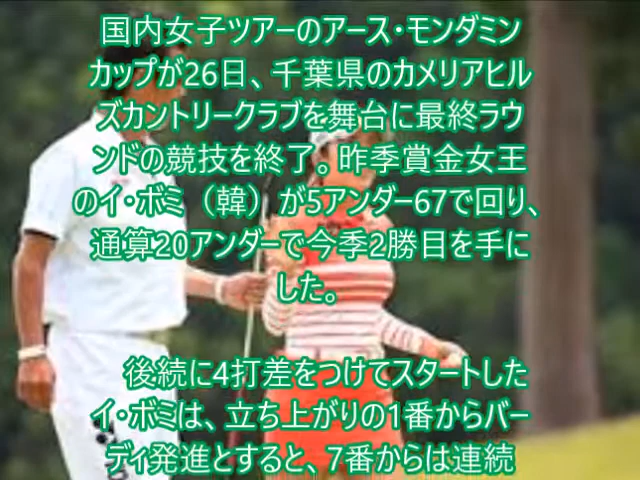 国内女子ツアーのアース・モンダミン
カップが26日、千葉県のカメリアヒル
ズカントリークラブを舞台に最終ラウ
ンドの競技を終了。昨季賞金女王
のイ・ボミ（韓）が5アンダー67で回り、
通算20アンダーで今季2勝目を手に
した。
後続に4打差をつけてスタートした
イ・ボミは、立ち上がりの1番からバー
ディ発進とすると、7番からは連続